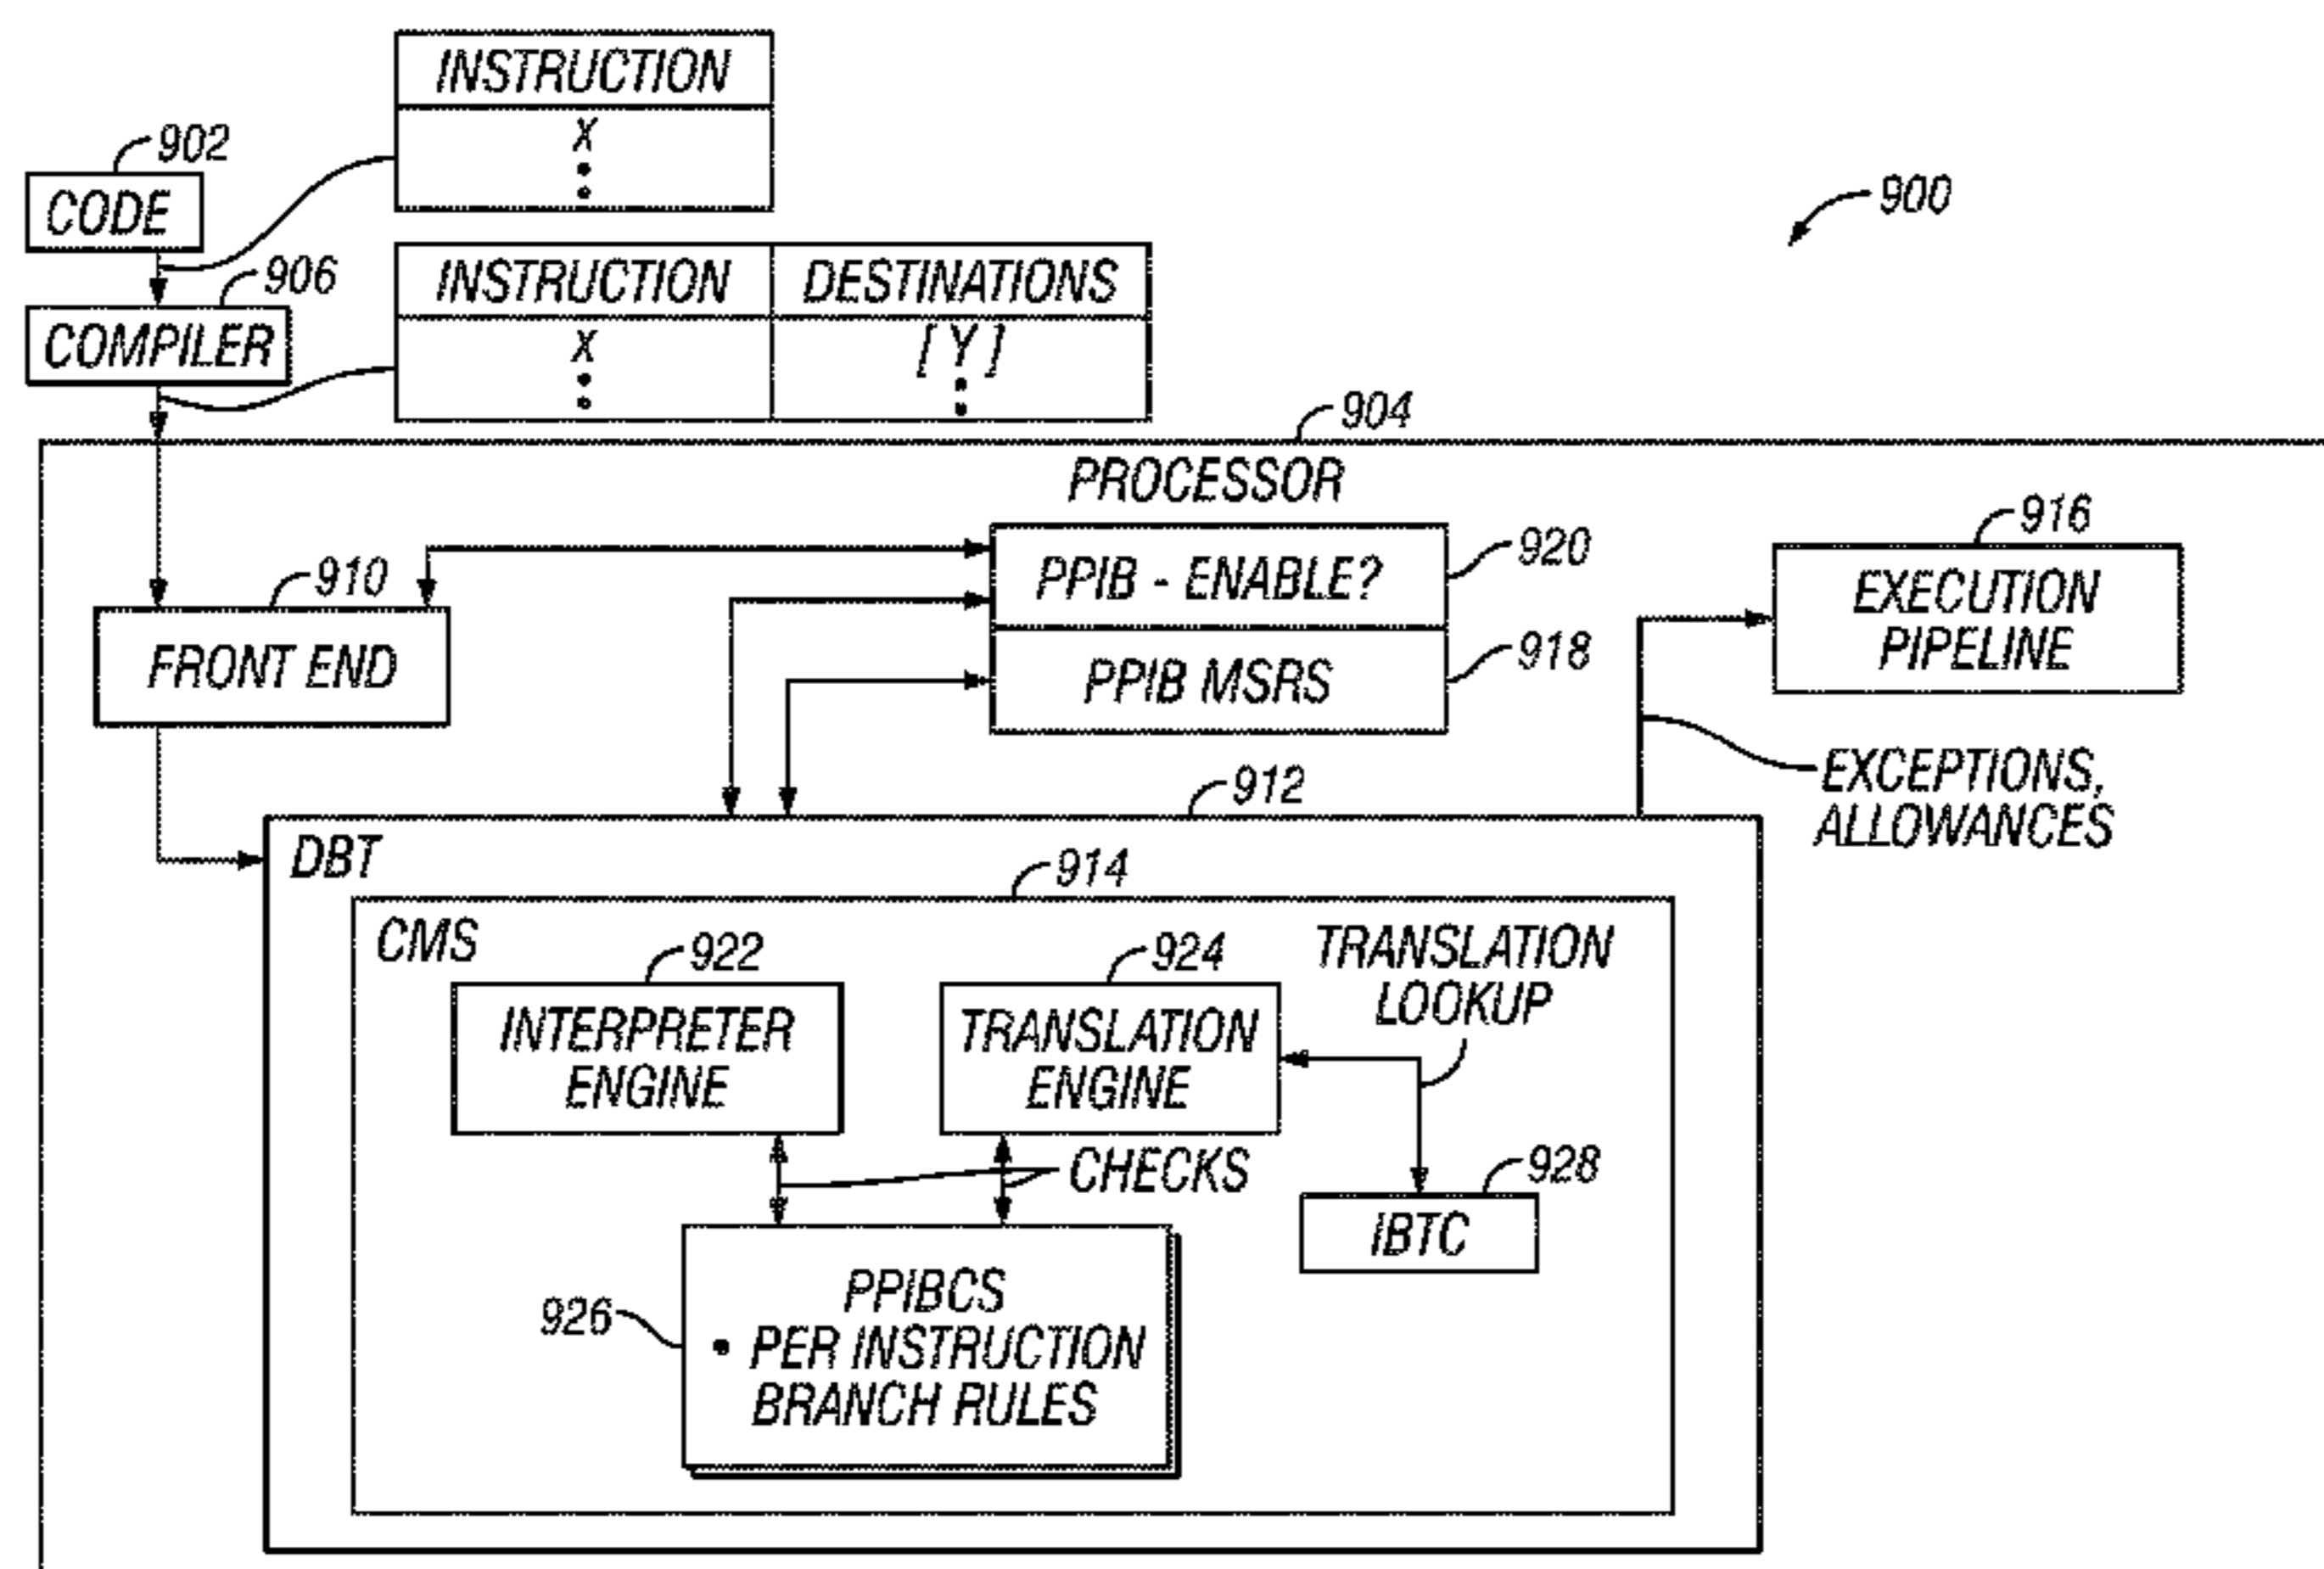 INSTRUCTION
X
902
CODE
900
906
INSTRUCTION DESTINATIONS
COMPILER
X [Y]
904
PROCESSOR
916
920
PPIB - ENABLE?
910
EXECUTION
PIPELINE
FRONT END
918
PPIB MSRS
EXCEPTIONS,
ALLOWANCES
912
DBT
914
CMS
922
924
TRANSLATION
LOOKUP
INTERPRETER
ENGINE
TRANSLATION
ENGINE
CHECKS
928
IBTC
926
PPIBCS
• PER INSTRUCTION
BRANCH RULES